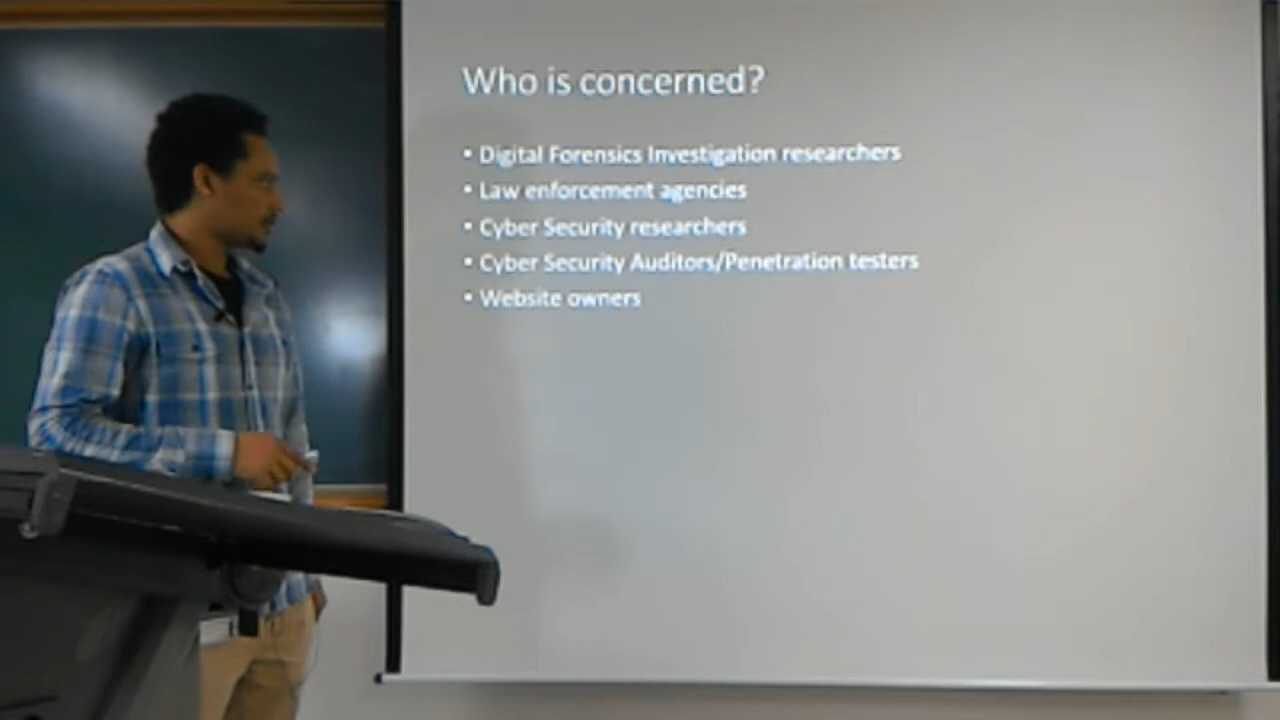 Who is concerned?
• Digital Forensics Investigation researchers
• Law enforcement agencies
• Cyber Security researchers
• Cyber Security Auditors/Penetration testers
• Website owners